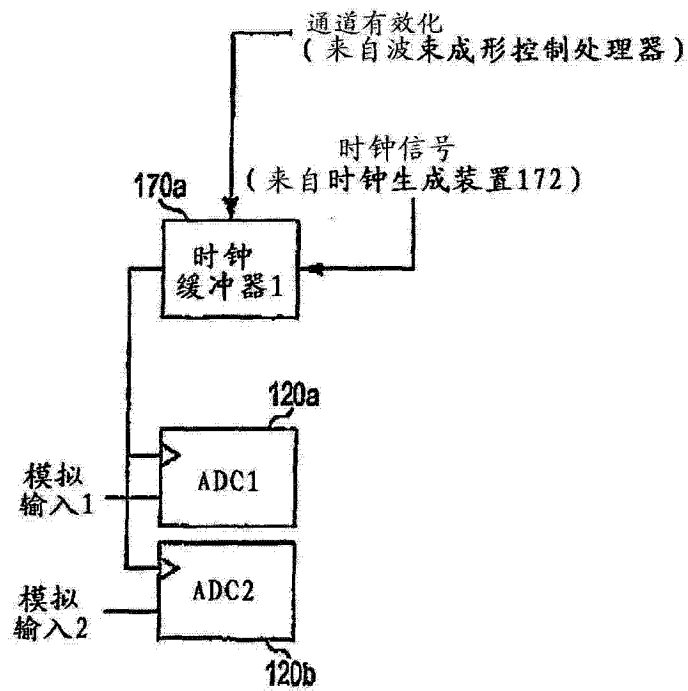 通道有效化
(来自波束成形控制处理器)
时钟信号
(来自时钟生成装置172)
170a
时钟
缓冲器1
120a
模拟
输入1
ADC1
模拟
输入2
ADC2
120b